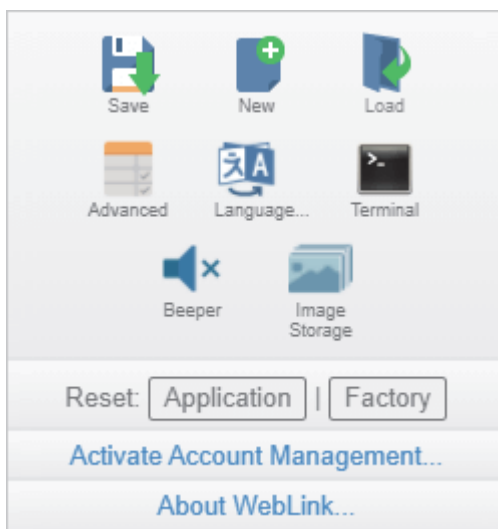 Save New Load
Advanced Language... Terminal
Beeper Image
Storage
Reset: Application | Factory
Activate Account Management...
About WebLink...